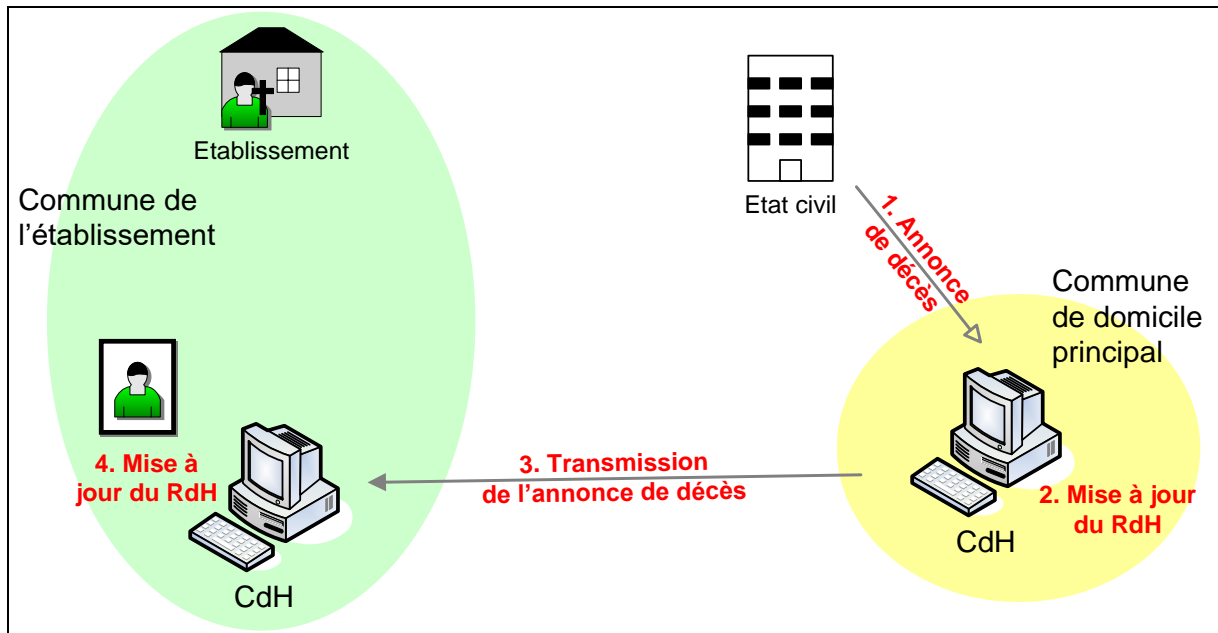 Etablissement
Commune de
l’établissement
Etat civil
1. Annonce
de décès
Commune
de domicile
principal
2. Mise à jour
du RdH
CdH
3. Transmission
de l’annonce de décès
4. Mise à
jour du RdH
CdH